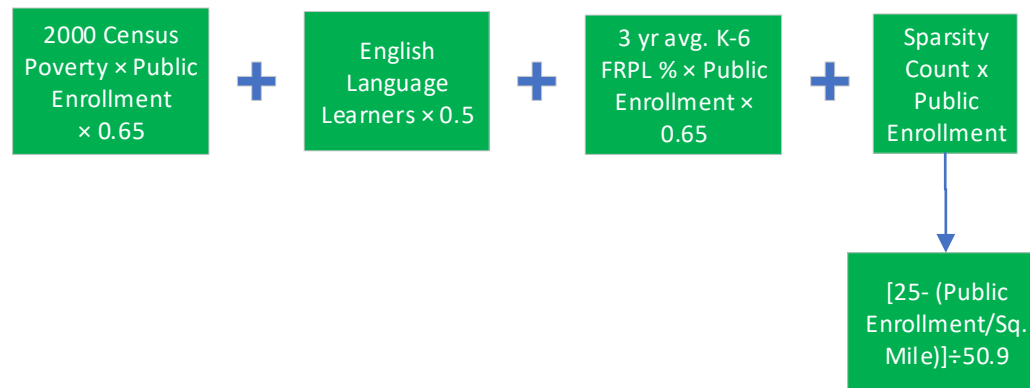 2000 Census
Poverty × Public
Enrollment
× 0.65
+
English
Language
Learners × 0.5
+
3 yr avg. K-6
FRPL % × Public
Enrollment ×
0.65
+
Sparsity
Count x
Public
Enrollment
[25- (Public
Enrollment/Sq.
Mile)]÷50.9